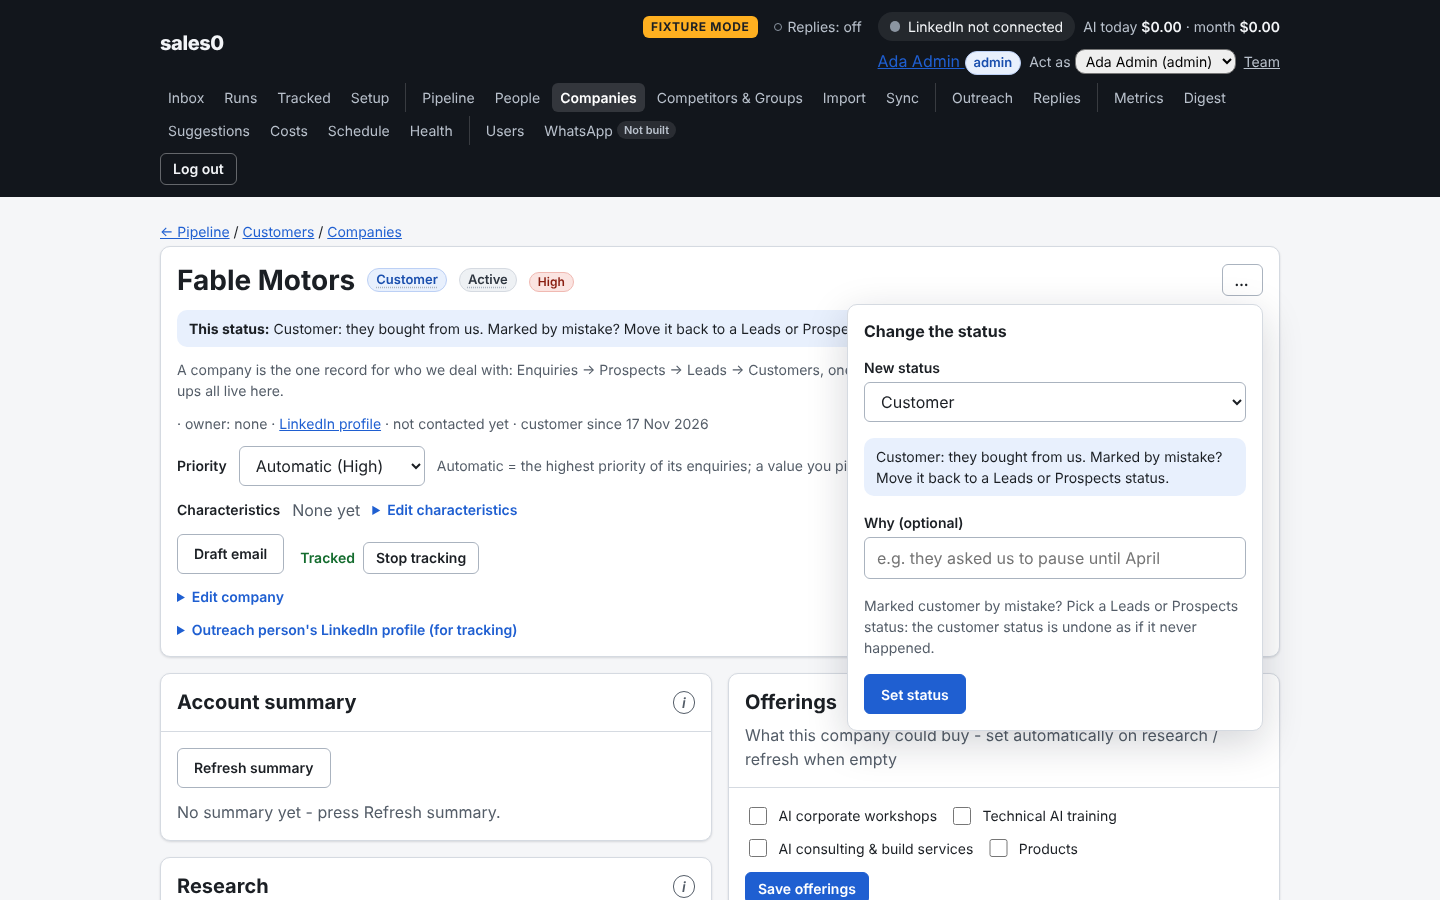 FIXTURE MODE
Replies: off
LinkedIn not connected
AI today $0.00 · month $0.00
sales0
Ada Admin admin
Act as Ada Admin (admin)
Team
Inbox Runs Tracked Setup Pipeline People Companies Competitors & Groups Import Sync Outreach Replies Metrics Digest
Suggestions Costs Schedule Health Users WhatsApp Not built
Log out
← Pipeline / Customers / Companies
Fable Motors Customer Active High
...
This status: Customer: they bought from us. Marked by mistake? Move it back to a Leads or Prospe
A company is the one record for who we deal with: Enquiries → Prospects → Leads → Customers,
ups all live here.
· owner: none · LinkedIn profile · not contacted yet · customer since 17 Nov 2026
Priority Automatic (High) Automatic = the highest priority of its enquiries; a value you
Characteristics None yet ▶ Edit characteristics
Draft email Tracked Stop tracking
▶ Edit company
▶ Outreach person's LinkedIn profile (for tracking)
Change the status
New status
Customer
Customer: they bought from us. Marked by mistake?
Move it back to a Leads or Prospects status.
Why (optional)
e.g. they asked us to pause until April
Marked customer by mistake? Pick a Leads or Prospects
status: the customer status is undone as if it never
happened.
Set status
Account summary i
Refresh summary
No summary yet - press Refresh summary.
Research i
Offerings
What this company could buy - set automatically on research /
refresh when empty
AI corporate workshops Technical AI training
AI consulting & build services Products
Save offerings